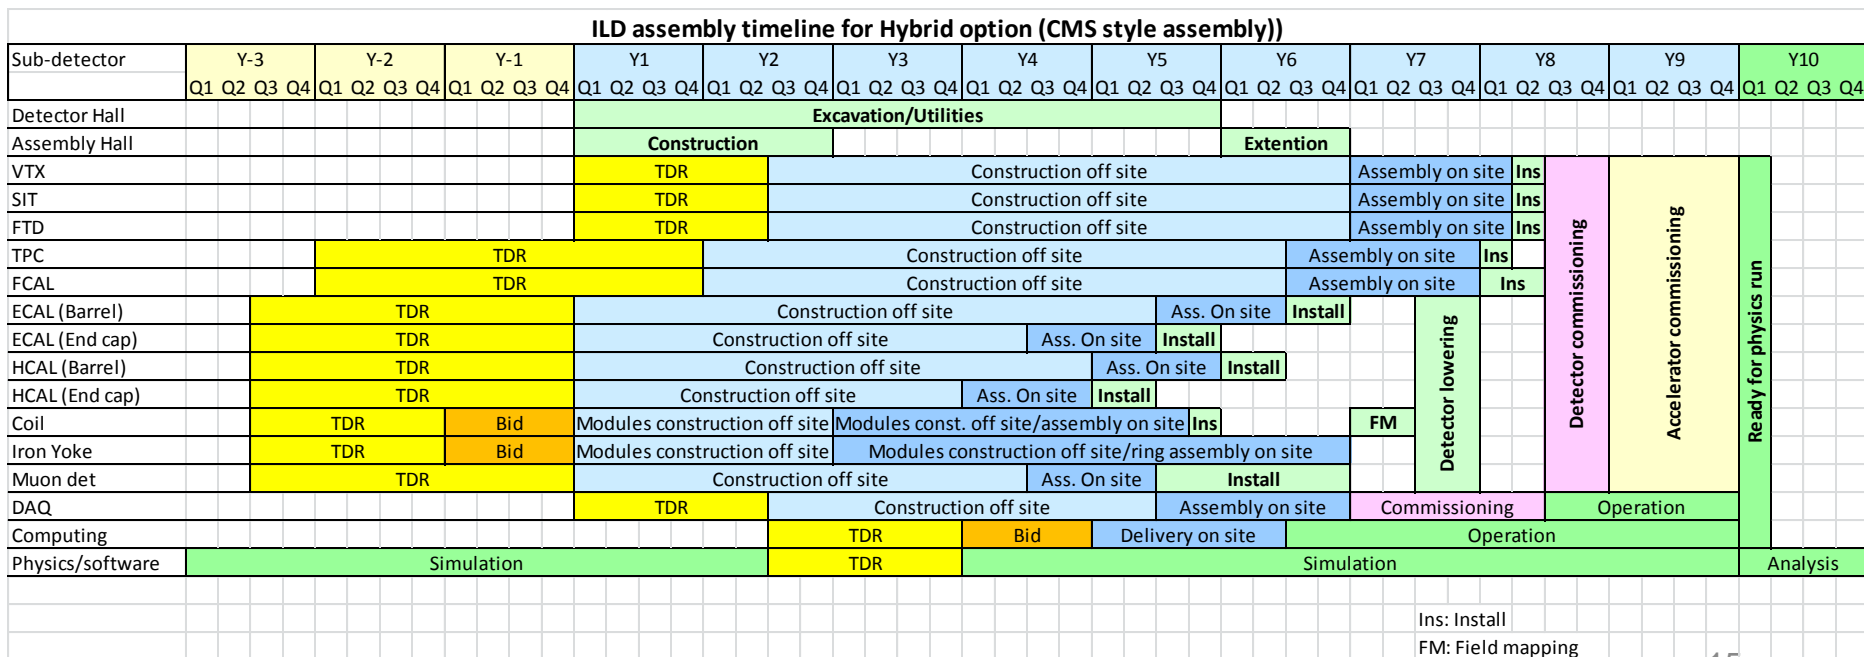 ILD assembly timeline for Hybrid option (CMS style assembly))
Sub-detector Y-3 Y-2 Y-1 Y1 Y2 Y3 Y4 Y5 Y6 Y7 Y8 Y9 Y10
Q1 Q2 Q3 Q4 Q1 Q2 Q3 Q4 Q1 Q2 Q3 Q4 Q1 Q2 Q3 Q4 Q1 Q2 Q3 Q4 Q1 Q2 Q3 Q4 Q1 Q2 Q3 Q4 Q1 Q2 Q3 Q4 Q1 Q2 Q3 Q4 Q1 Q2 Q3 Q4 Q1 Q2 Q3 Q4 Q1 Q2 Q3 Q4 Q1 Q2 Q3 Q4
Detector Hall Excavation/Utilities
Assembly Hall Construction Extention
VTX TDR Construction off site Assembly on site Ins
SIT TDR Construction off site Assembly on site Ins
FTD TDR Construction off site Assembly on site Ins
TPC TDR Construction off site Assembly on site Ins
FCAL TDR Construction off site Assembly on site Ins
ECAL (Barrel) TDR Construction off site Ass. On site Install
ECAL (End cap) TDR Construction off site Ass. On site Install
HCAL (Barrel) TDR Construction off site Ass. On site Install
HCAL (End cap) TDR Construction off site Ass. On site Install
Coil TDR Bid Modules construction off site Modules const. off site/assembly on site Ins FM
Iron Yoke TDR Bid Modules construction off site Modules construction off site/ring assembly on site
Muon det TDR Construction off site Ass. On site Install
Detector lowering
Detector commissioning
Accelerator commissioning
Ready for physics run
DAQ TDR Construction off site Assembly on site Commissioning Operation
Computing TDR Bid Delivery on site Operation
Physics/software Simulation TDR Simulation Analysis
Ins: Install
FM: Field mapping